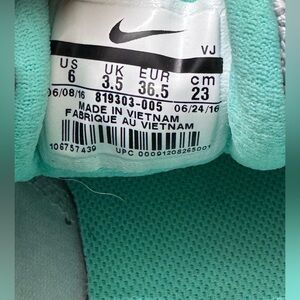 VJ
US UK EUR cm
6 3.5 36.5 23
06/08/16 819303-005 06/24/16
MADE IN VIETNAM
FABRIQUE AU VIETNAM
106757439 UPC 00091208265001